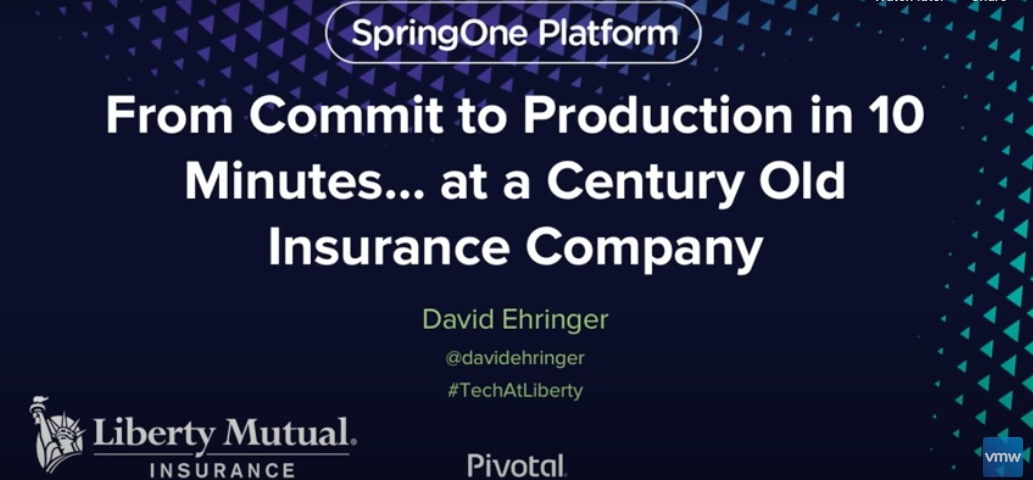 SpringOne Platform
From Commit to Production in 10
Minutes... at a Century Old
Insurance Company
David Ehringer
@davidehringer
#TechAtLiberty
Liberty Mutual.
INSURANCE
Pivotal
vmw